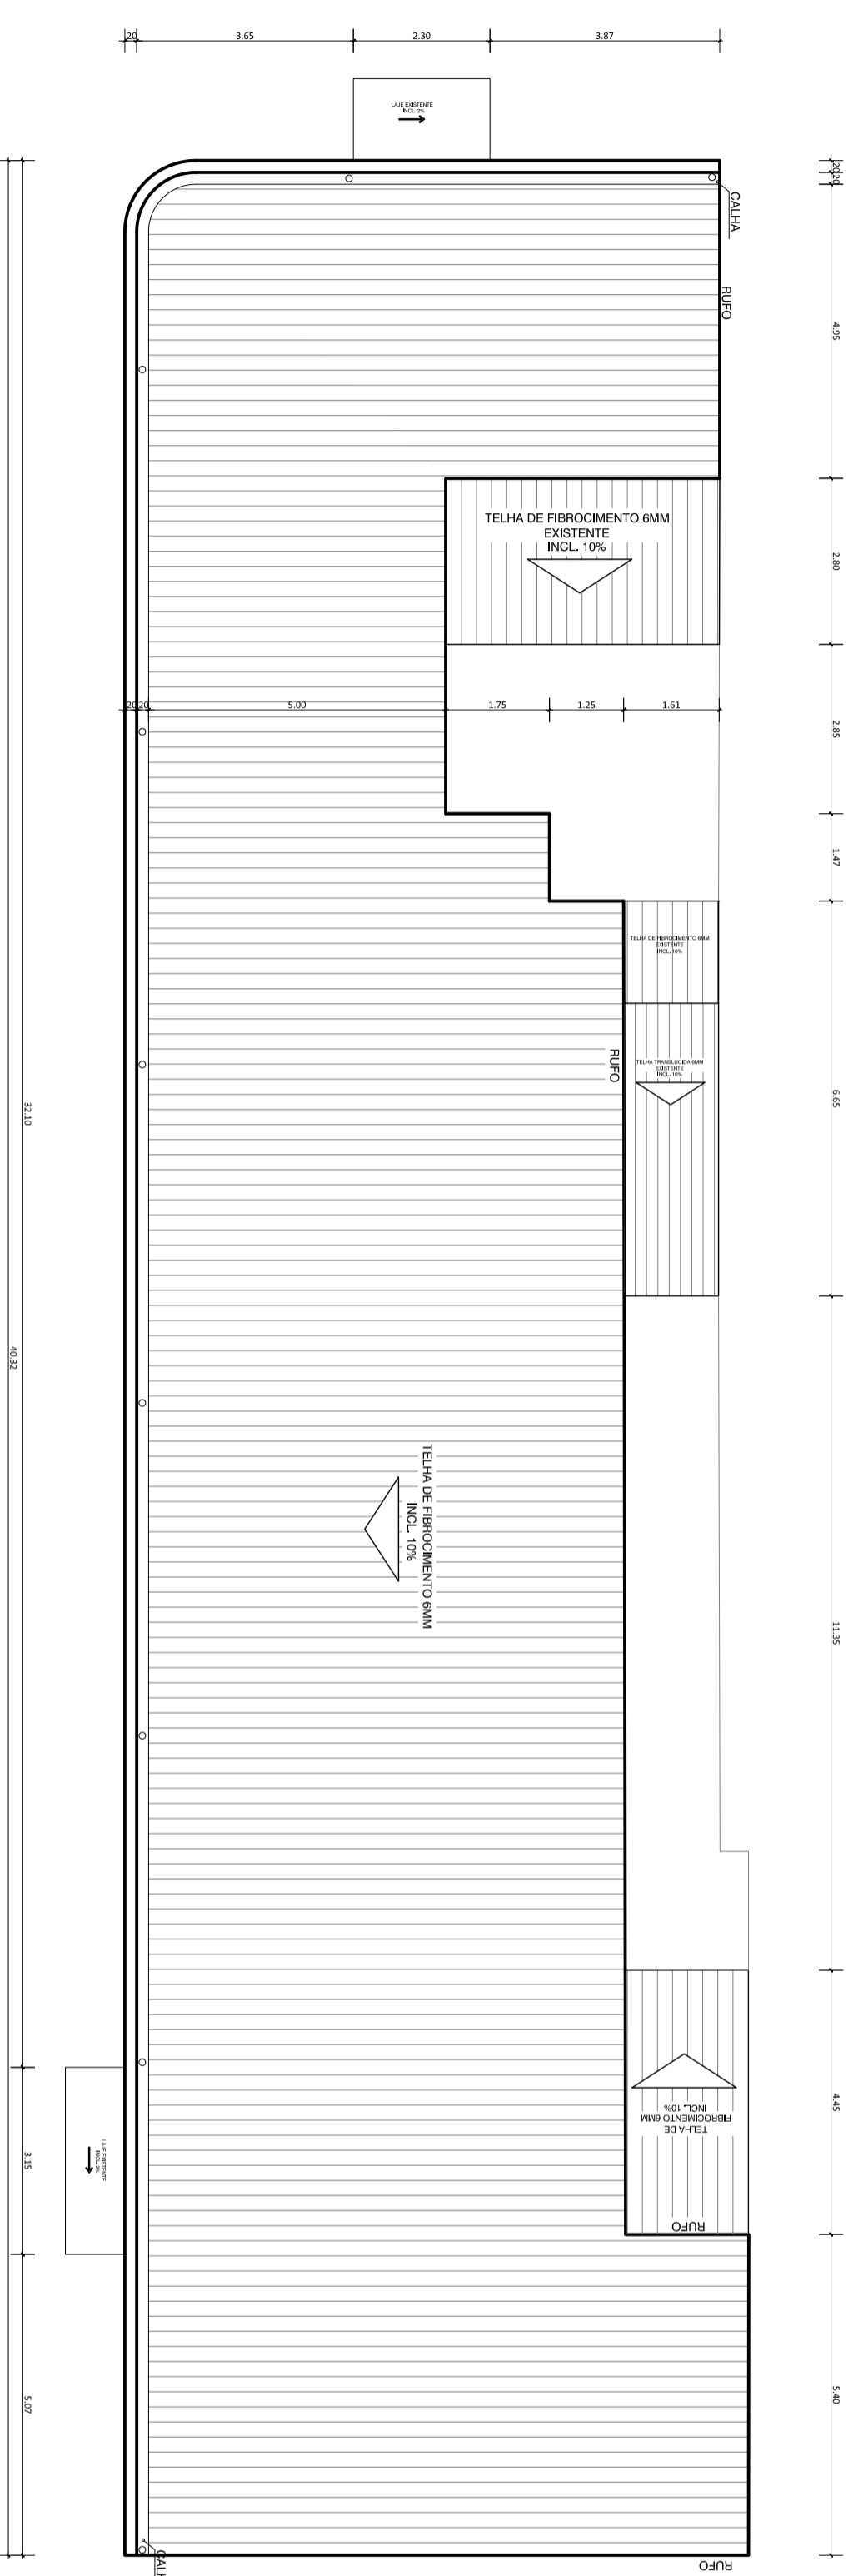 20
3.65
2.30
3.87
LAJE EXISTENTE
INCL. 2%
20
20
CALHA
RUFO
4.95
TELHA DE FIBROCIMENTO 6MM
EXISTENTE
INCL. 10%
2.80
20
20
5.00
1.75
1.25
1.61
2.85
1.47
TELHA DE FIBROCIMENTO 6MM
EXISTENTE
INCL. 10%
RUFO
TELHA TRANSLUCIDA 6MM
EXISTENTE
INCL. 10%
6.65
32.10
40.32
TELHA DE FIBROCIMENTO 6MM
INCL. 10%
11.35
TELHA DE
FIBROCIMENTO 6MM
INCL. 10%
4.45
RUFO
LAJE EXISTENTE
INCL. 2%
3.15
5.07
5.40
CALH
RUFO